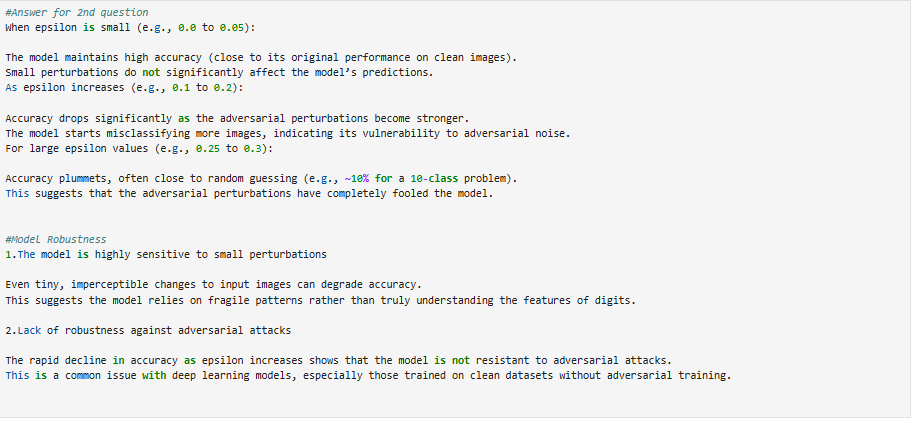 #Answer for 2nd question
When epsilon is small (e.g., 0.0 to 0.05):
The model maintains high accuracy (close to its original performance on clean images).
Small perturbations do not significantly affect the model's predictions.
As epsilon increases (e.g., 0.1 to 0.2):
Accuracy drops significantly as the adversarial perturbations become stronger.
The model starts misclassifying more images, indicating its vulnerability to adversarial noise.
For large epsilon values (e.g., 0.25 to 0.3):
Accuracy plummets, often close to random guessing (e.g., ~10% for a 10-class problem).
This suggests that the adversarial perturbations have completely fooled the model.
#Model Robustness
1.The model is highly sensitive to small perturbations
Even tiny, imperceptible changes to input images can degrade accuracy.
This suggests the model relies on fragile patterns rather than truly understanding the features of digits.
2.Lack of robustness against adversarial attacks
The rapid decline in accuracy as epsilon increases shows that the model is not resistant to adversarial attacks.
This is a common issue with deep learning models, especially those trained on clean datasets without adversarial training.